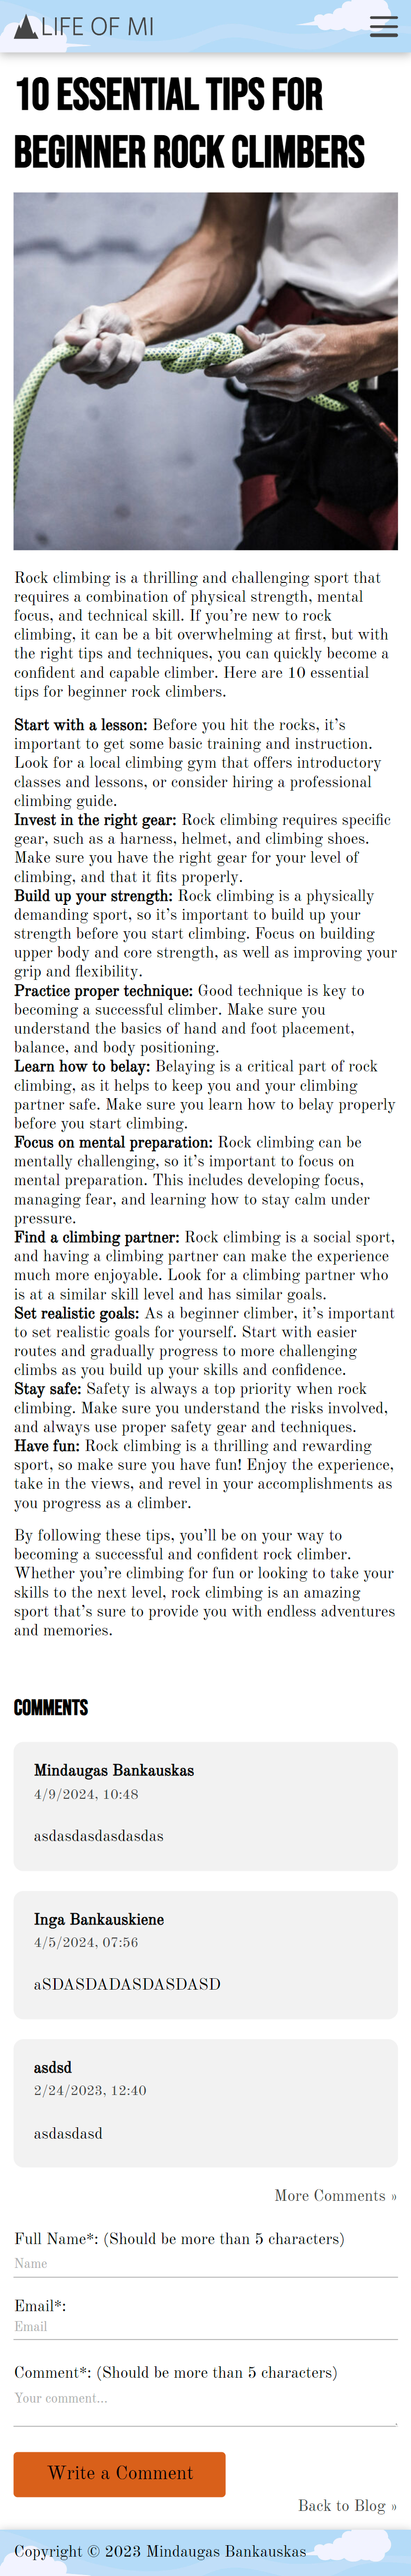 LIFE OF MI
10 ESSENTIAL TIPS FOR
BEGINNER ROCK CLIMBERS
Rock climbing is a thrilling and challenging sport that
requires a combination of physical strength, mental
focus, and technical skill. If you're new to rock
climbing, it can be a bit overwhelming at first, but with
the right tips and techniques, you can quickly become a
confident and capable climber. Here are 10 essential
tips for beginner rock climbers.
Start with a lesson: Before you hit the rocks, it's
important to get some basic training and instruction.
Look for a local climbing gym that offers introductory
classes and lessons, or consider hiring a professional
climbing guide.
Invest in the right gear: Rock climbing requires specific
gear, such as a harness, helmet, and climbing shoes.
Make sure you have the right gear for your level of
climbing, and that it fits properly.
Build up your strength: Rock climbing is a physically
demanding sport, so it's important to build up your
strength before you start climbing. Focus on building
upper body and core strength, as well as improving your
grip and flexibility.
Practice proper technique: Good technique is key to
becoming a successful climber. Make sure you
understand the basics of hand and foot placement,
balance, and body positioning.
Learn how to belay: Belaying is a critical part of rock
climbing, as it helps to keep you and your climbing
partner safe. Make sure you learn how to belay properly
before you start climbing.
Focus on mental preparation: Rock climbing can be
mentally challenging, so it's important to focus on
mental preparation. This includes developing focus,
managing fear, and learning how to stay calm under
pressure.
Find a climbing partner: Rock climbing is a social sport,
and having a climbing partner can make the experience
much more enjoyable. Look for a climbing partner who
is at a similar skill level and has similar goals.
Set realistic goals: As a beginner climber, it's important
to set realistic goals for yourself. Start with easier
routes and gradually progress to more challenging
climbs as you build up your skills and confidence.
Stay safe: Safety is always a top priority when rock
climbing. Make sure you understand the risks involved,
and always use proper safety gear and techniques.
Have fun: Rock climbing is a thrilling and rewarding
sport, so make sure you have fun! Enjoy the experience,
take in the views, and revel in your accomplishments as
you progress as a climber.
By following these tips, you'll be on your way to
becoming a successful and confident rock climber.
Whether you're climbing for fun or looking to take your
skills to the next level, rock climbing is an amazing
sport that's sure to provide you with endless adventures
and memories.
COMMENTS
Mindaugas Bankauskas
4/9/2024, 10:48
asdasdasdasdasdas
Inga Bankauskiene
4/5/2024, 07:56
aSDASDADASDASDASD
asdsd
2/24/2023, 12:40
asdasdasd
More Comments »
Full Name*: (Should be more than 5 characters)
Name
Email*:
Email
Comment*: (Should be more than 5 characters)
Your comment...
Write a Comment
Back to Blog »
Copyright © 2023 Mindaugas Bankauskas